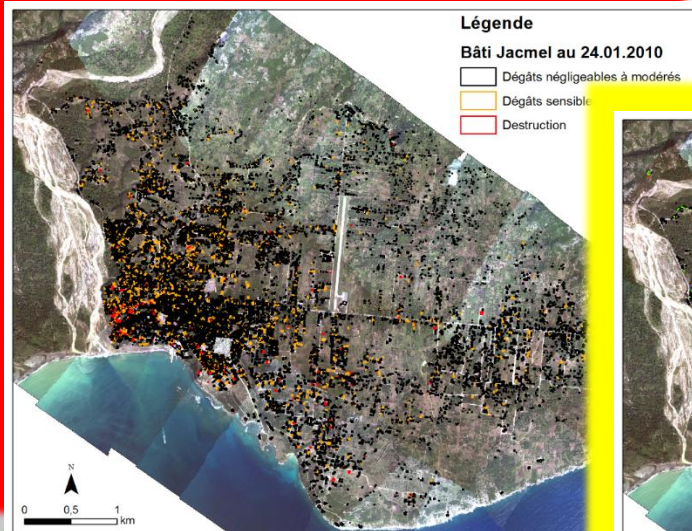 Légende
Bâti Jacmel au 24.01.2010
Dégâts négligeables à modérés
Dégâts sensible
Destruction
N
0 0,5 1
km